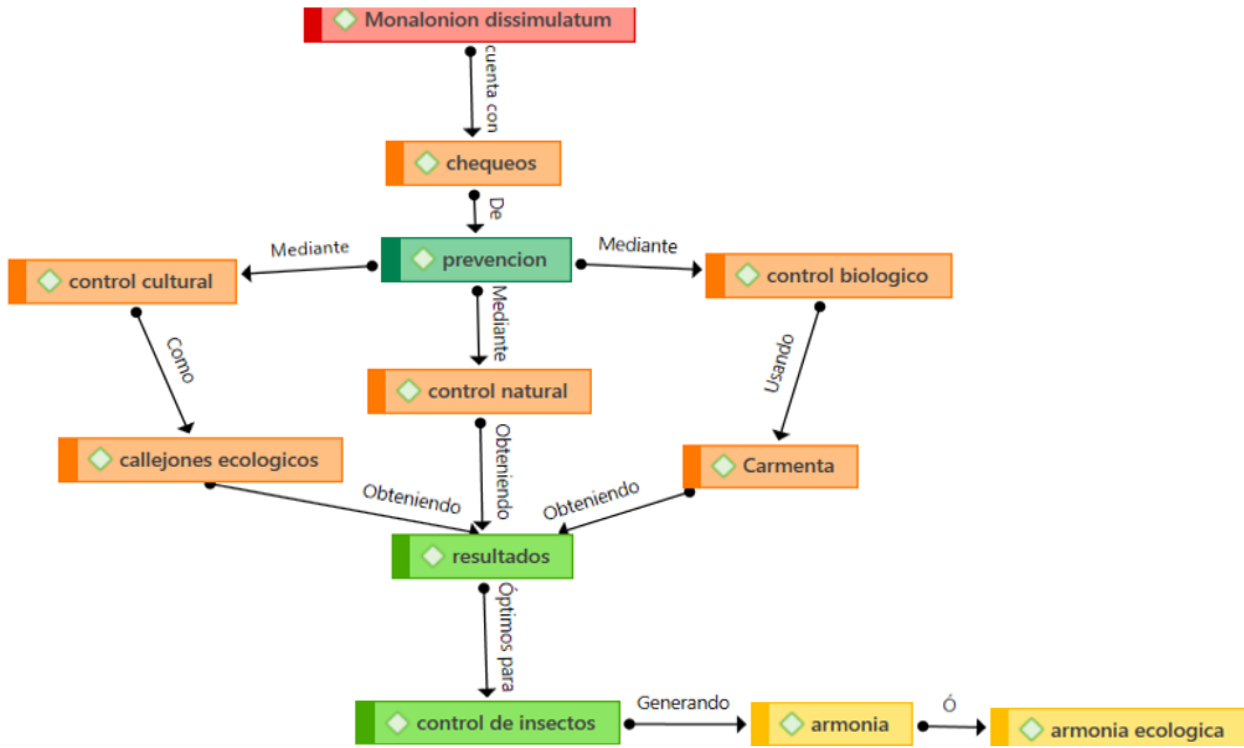 Monalonion dissimulatum
cuenta con
chequeos
De
prevencion
Mediante
Mediante
Mediante
control cultural
control biologico
Como
Usando
control natural
callejones ecologicos
Obteniendo
Carmenta
Obteniendo
Obteniendo
resultados
Óptimos para
control de insectos
Generando
armonia
Ó
armonia ecologica